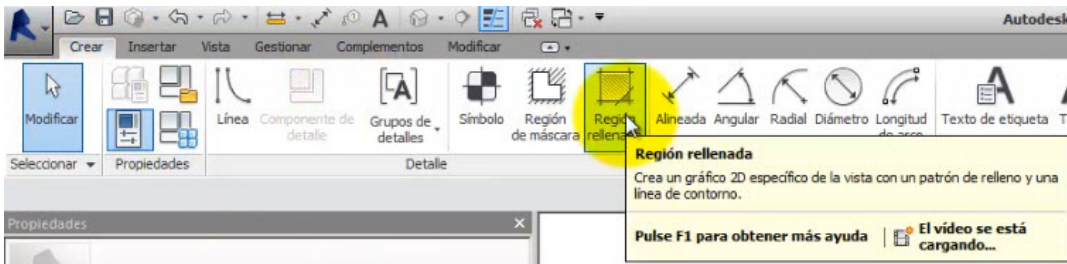 Autodesk
Crear Insertar Vista Gestionar Complementos Modificar
Modificar
Línea
Componente de detalle
Grupos de detalles
Símbolo
Región de máscara
Región
Alineada Angular Radial Diámetro Longitud de arco
Texto de etiqueta
Seleccionar Propiedades Detalle
Región rellenada
Crea un gráfico 2D específico de la vista con un patrón de relleno y una
línea de contorno.
Pulse F1 para obtener más ayuda
El vídeo se está
cargando...
Propiedades